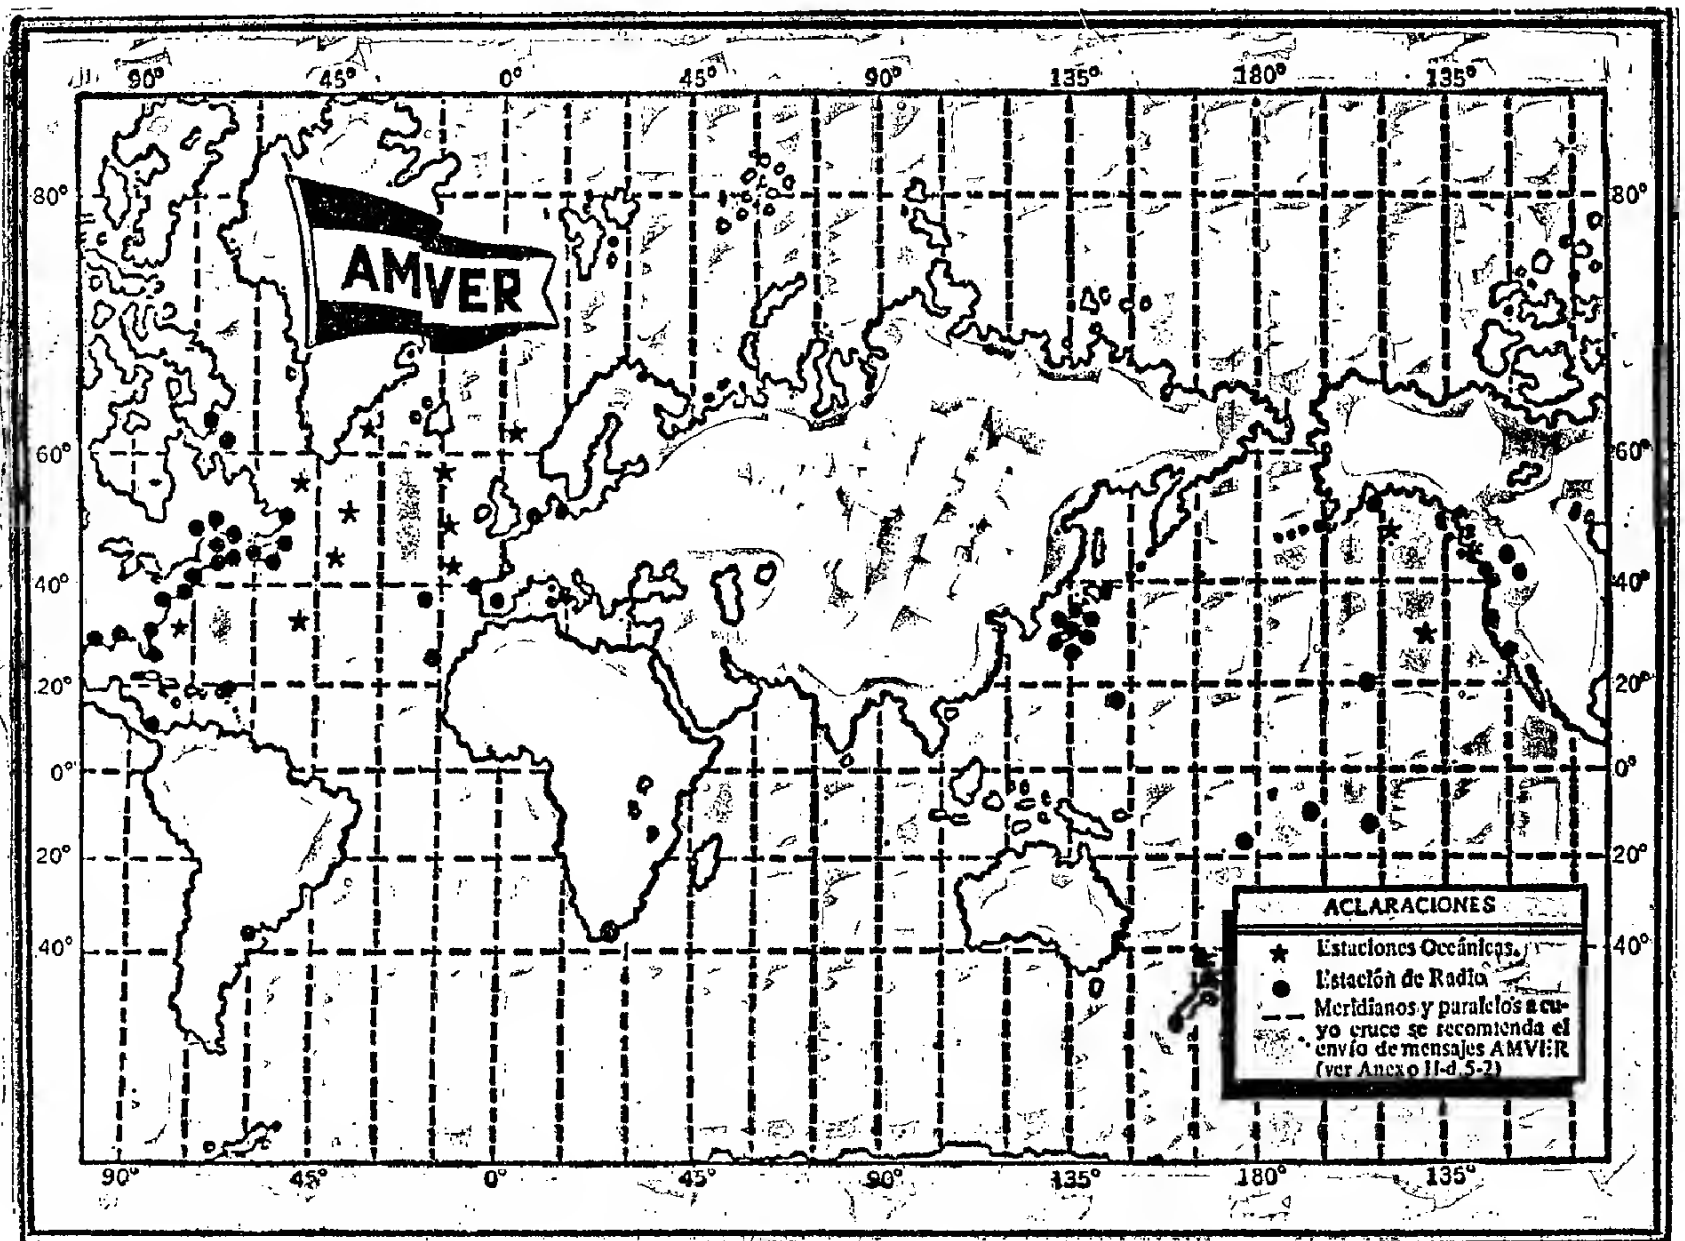 90° 45° 0° 45° 90° 135° 180° 135°
80° 80°
AMVER
60° 60°
40° 40°
20° 20°
0° 0°
20° 20°
ACLARACIONES
40° 40°
Estaciones Oceánicas.
Estación de Radio
Meridianos y paralelos a cu-
yo cruce se recomienda el
envío de mensajes AMVER
(ver Anexo II-d.5-2)
90° 45° 0° 45° 90° 135° 180° 135°